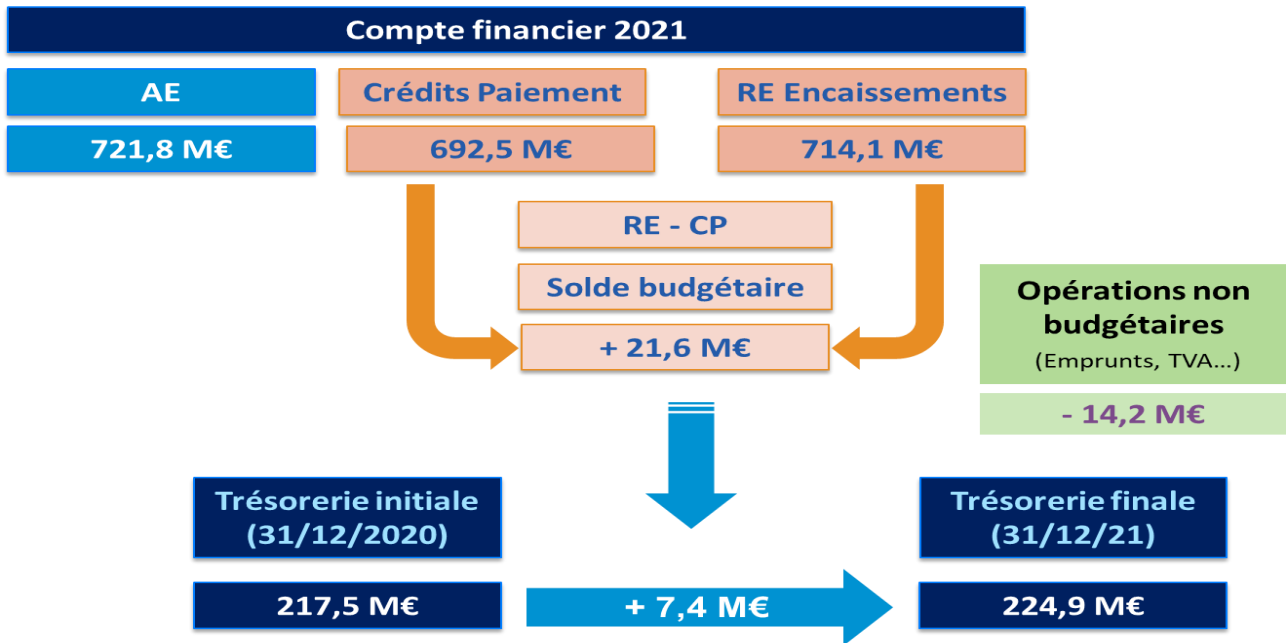 Compte financier 2021
AE
Crédits Paiement
RE Encaissements
721,8 M€
692,5 M€
714,1 M€
RE - CP
Solde budgétaire
+ 21,6 M€
Opérations non
budgétaires
(Emprunts, TVA...)
- 14,2 M€
Trésorerie initiale
(31/12/2020)
Trésorerie finale
(31/12/21)
217,5 M€
+ 7,4 M€
224,9 M€